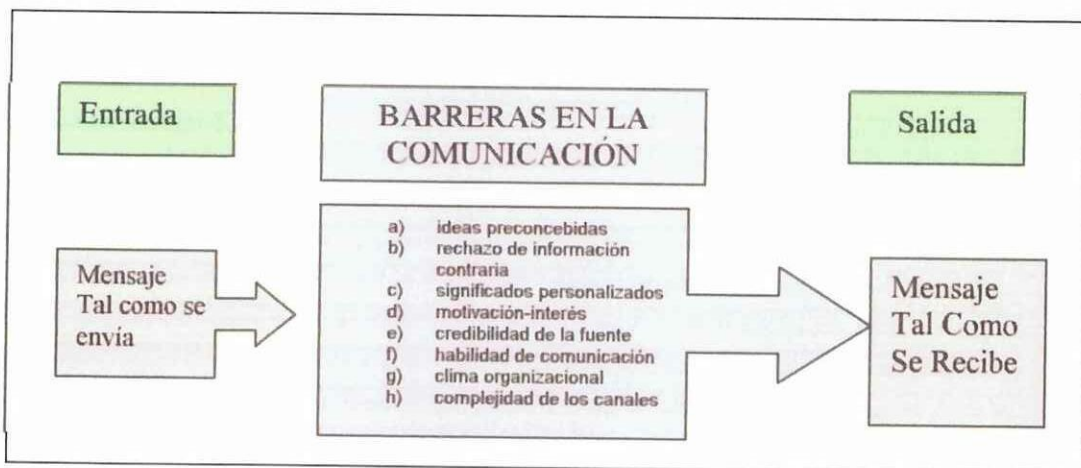 Entrada
BARRERAS EN LA
COMUNICACIÓN
Salida
Mensaje
Tal como se
envía
a) ideas preconcebidas
b) rechazo de información
contraria
c) significados personalizados
d) motivación-interés
e) credibilidad de la fuente
f) habilidad de comunicación
g) clima organizacional
h) complejidad de los canales
Mensaje
Tal Como
Se Recibe